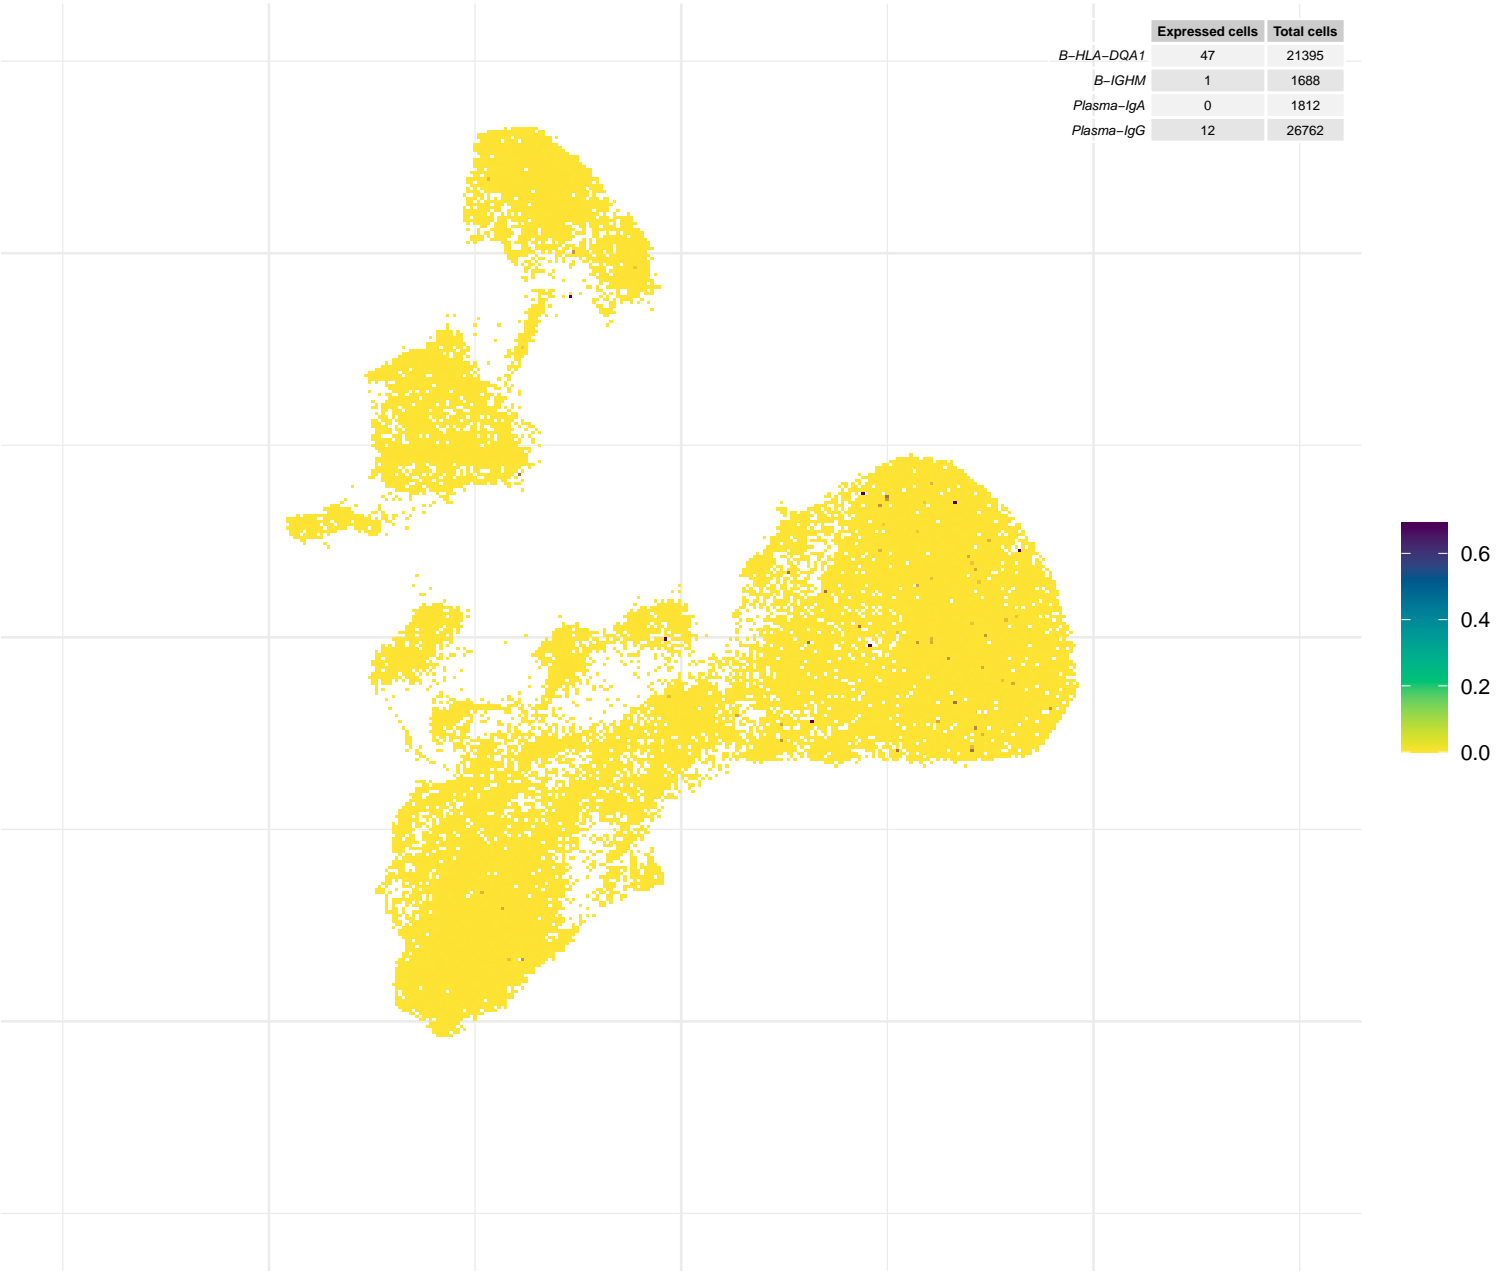 Expressed cells Total cells
B−HLA−DQA1 47 21395
B−IGHM 1 1688
Plasma−IgA 0 1812
Plasma−IgG 12 26762
0.6
0.4
0.2
0.0